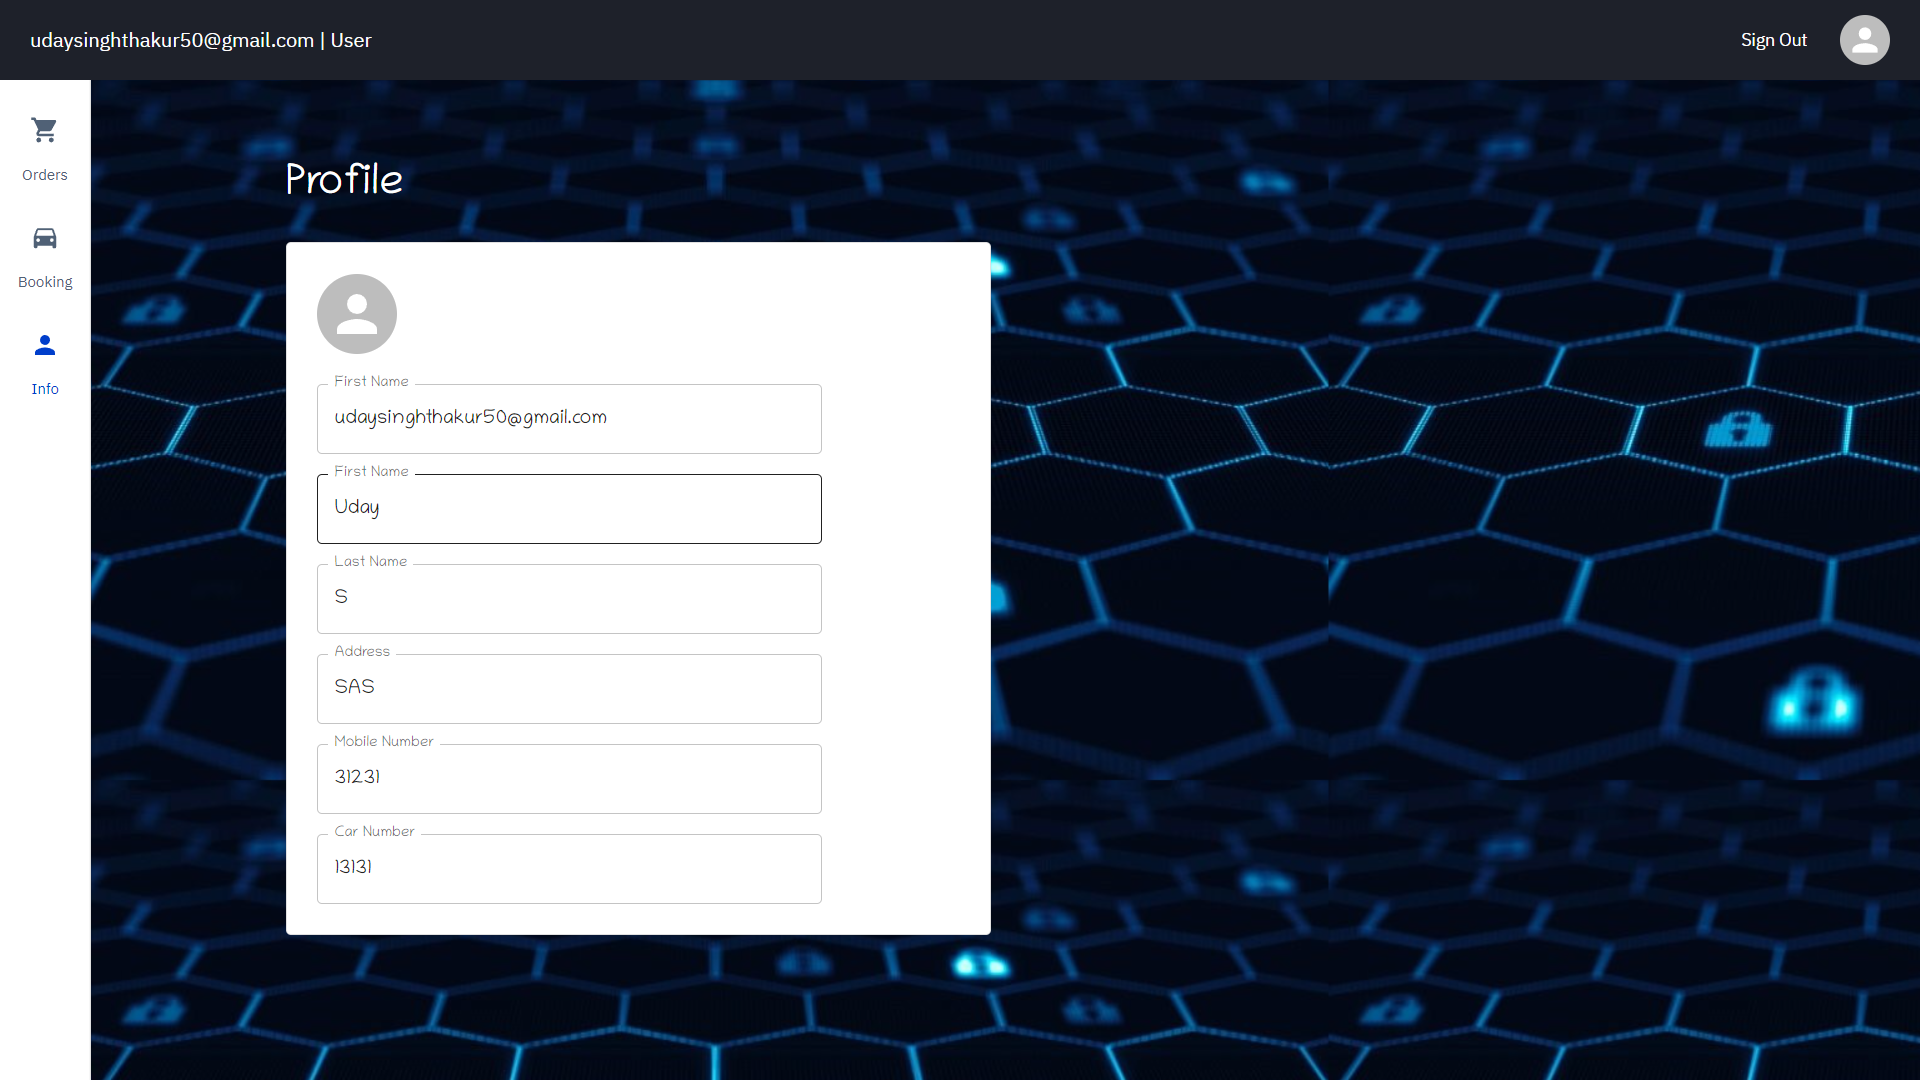 udaysinghthakur50@gmail.com | User
Sign Out
Orders
Booking
Info
Profile
First Name
udaysinghthakur50@gmail.com
First Name
Uday
Last Name
S
Address
SAS
Mobile Number
31231
Car Number
13131